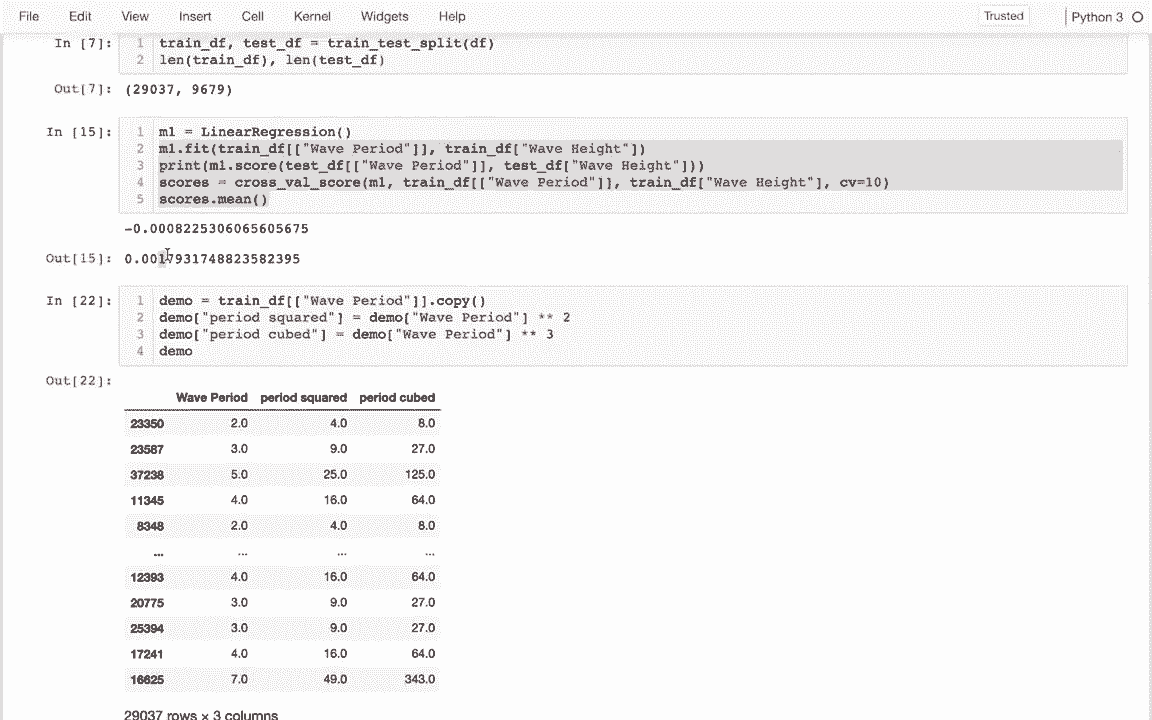 File Edit View Insert Cell Kernel Widgets Help Trusted Python 3
In [7]: 1 train_df, test_df = train_test_split(df)
2 len(train_df), len(test_df)
Out[7]: (29037, 9679)
In [15]: 1 m1 = LinearRegression()
2 m1.fit(train_df[["Wave Period"]], train_df["Wave Height"])
3 print(m1.score(test_df[["Wave Period"]], test_df["Wave Height"]))
4 scores = cross_val_score(m1, train_df[["Wave Period"]], train_df["Wave Height"], cv=10)
5 scores.mean()
-0.0008225306065605675
Out[15]: 0.0017931748823582395
In [22]: 1 demo = train_df[["Wave Period"]].copy()
2 demo["period squared"] = demo["Wave Period"] ** 2
3 demo["period cubed"] = demo["Wave Period"] ** 3
4 demo
Out[22]:
Wave Period period squared period cubed
23350 2.0 4.0 8.0
23587 3.0 9.0 27.0
37238 5.0 25.0 125.0
11345 4.0 16.0 64.0
8348 2.0 4.0 8.0
... ... ... ...
12393 4.0 16.0 64.0
20775 3.0 9.0 27.0
25394 3.0 9.0 27.0
17241 4.0 16.0 64.0
16625 7.0 49.0 343.0
29037 rows × 3 columns